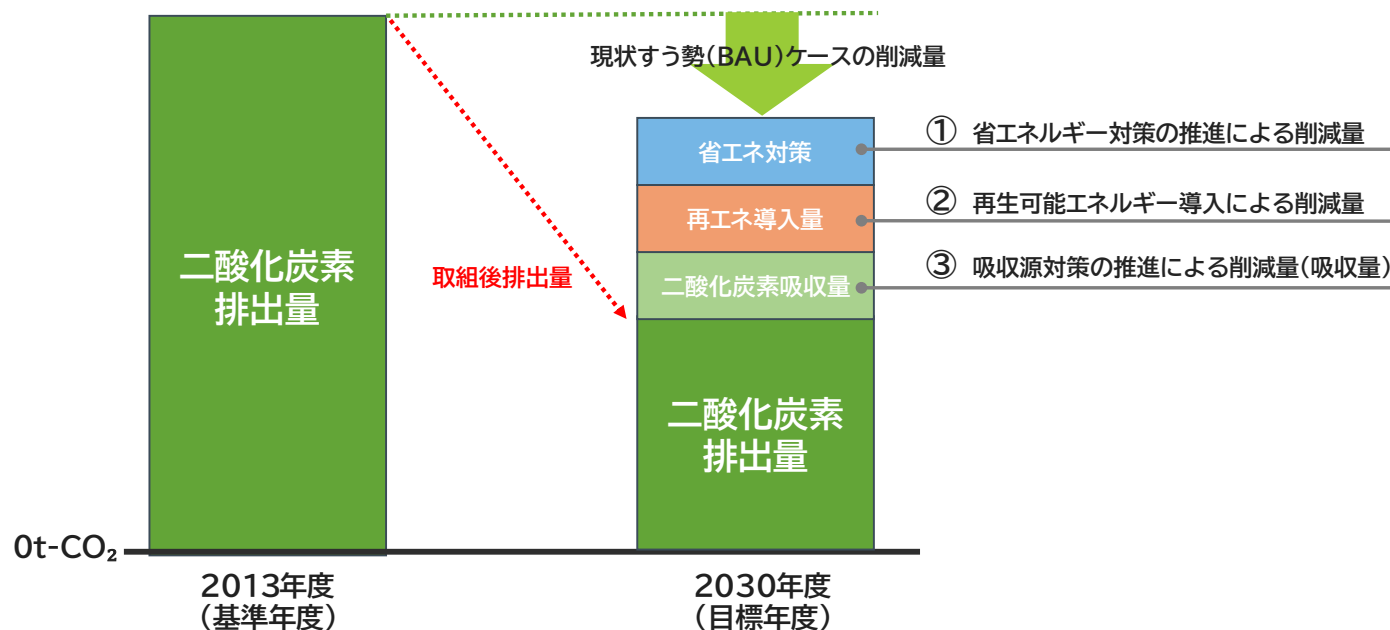 現状すう勢(BAU)ケースの削減量
省エネ対策
① 省エネルギー対策の推進による削減量
再エネ導入量
② 再生可能エネルギー導入による削減量
二酸化炭素吸収量
③ 吸収源対策の推進による削減量(吸収量)
取組後排出量
二酸化炭素
排出量
二酸化炭素
排出量
0t-CO₂
2013年度
(基準年度)
2030年度
(目標年度)